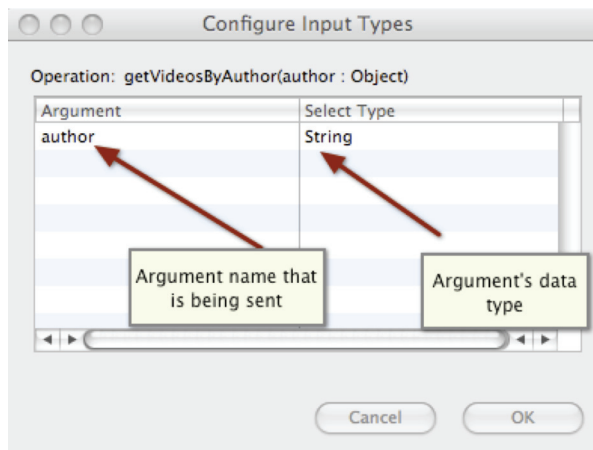 Configure Input Types
Operation: getVideosByAuthor(author : Object)
Argument Select Type
author String
Argument name that
is being sent
Argument's data
type
Cancel OK